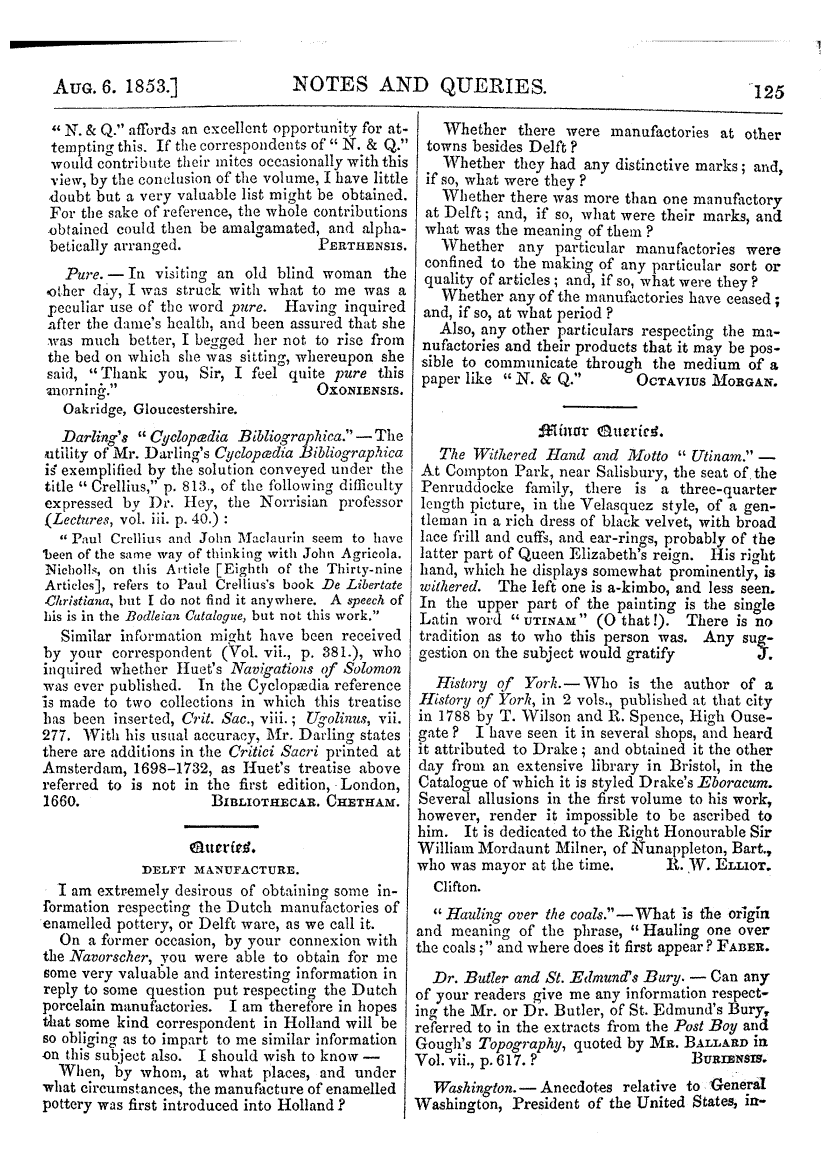 AUG. 6. 1853.] NOTES AND QUERIES. 125
“ N. & Q.” affords an excellent opportunity for at-
tempting this. If the correspondents of “ N. & Q.”
would contribute their mites occasionally with this
view, by the conclusion of the volume, I have little
doubt but a very valuable list might be obtained.
For the sake of reference, the whole contributions
obtained could then be amalgamated, and alpha-
betically arranged. PERTHENSIS.
Pure. — In visiting an old blind woman the
other day, I was struck with what to me was a
peculiar use of the word pure. Having inquired
after the dame's health, and been assured that she
was much better, I begged her not to rise from
the bed on which she was sitting, whereupon she
said, “Thank you, Sir, I feel quite pure this
morning.” OXONIENSIS.
Oakridge, Gloucestershire.
Darling's “ Cyclopædia Bibliographica.” — The
utility of Mr. Darling's Cyclopædia Bibliographica
is exemplified by the solution conveyed under the
title “ Crellius,” p. 813., of the following difficulty
expressed by Dr. Hey, the Norrisian professor
(Lectures, vol. iii. p. 40.) :
“ Paul Crellius and John Maclaurin seem to have
been of the same way of thinking with John Agricola.
Nicholls, on this Article [Eighth of the Thirty-nine
Articles], refers to Paul Crellius's book De Libertate
Christiana, but I do not find it anywhere. A speech of
his is in the Bodleian Catalogue, but not this work.”
Similar information might have been received
by your correspondent (Vol. vii., p. 381.), who
inquired whether Huet's Navigations of Solomon
was ever published. In the Cyclopædia reference
is made to two collections in which this treatise
has been inserted, Crit. Sac., viii. ; Ugolinus, vii.
277. With his usual accuracy, Mr. Darling states
there are additions in the Critici Sacri printed at
Amsterdam, 1698-1732, as Huet's treatise above
referred to is not in the first edition, London,
1660. BIBLIOTHECAR. CHETHAM.
Queries.
DELFT MANUFACTURE.
I am extremely desirous of obtaining some in-
formation respecting the Dutch manufactories of
enamelled pottery, or Delft ware, as we call it.
On a former occasion, by your connexion with
the Navorscher, you were able to obtain for me
some very valuable and interesting information in
reply to some question put respecting the Dutch
porcelain manufactories. I am therefore in hopes
that some kind correspondent in Holland will be
so obliging as to impart to me similar information
on this subject also. I should wish to know —
When, by whom, at what places, and under
what circumstances, the manufacture of enamelled
pottery was first introduced into Holland ?
Whether there were manufactories at other
towns besides Delft ?
Whether they had any distinctive marks ; and,
if so, what were they ?
Whether there was more than one manufactory
at Delft ; and, if so, what were their marks, and
what was the meaning of them ?
Whether any particular manufactories were
confined to the making of any particular sort or
quality of articles ; and, if so, what were they ?
Whether any of the manufactories have ceased ;
and, if so, at what period ?
Also, any other particulars respecting the ma-
nufactories and their products that it may be pos-
sible to communicate through the medium of a
paper like “ N. & Q.” OCTAVIUS MORGAN.
Minor Queries.
The Withered Hand and Motto “ Utinam.” —
At Compton Park, near Salisbury, the seat of the
Penruddocke family, there is a three-quarter
length picture, in the Velasquez style, of a gen-
tleman in a rich dress of black velvet, with broad
lace frill and cuffs, and ear-rings, probably of the
latter part of Queen Elizabeth's reign. His right
hand, which he displays somewhat prominently, is
withered. The left one is a-kimbo, and less seen.
In the upper part of the painting is the single
Latin word “ UTINAM ” (O that!). There is no
tradition as to who this person was. Any sug-
gestion on the subject would gratify J.
History of York. — Who is the author of a
History of York, in 2 vols., published at that city
in 1788 by T. Wilson and R. Spence, High Ouse-
gate ? I have seen it in several shops, and heard
it attributed to Drake ; and obtained it the other
day from an extensive library in Bristol, in the
Catalogue of which it is styled Drake's Eboracum.
Several allusions in the first volume to his work,
however, render it impossible to be ascribed to
him. It is dedicated to the Right Honourable Sir
William Mordaunt Milner, of Nunappleton, Bart.,
who was mayor at the time. R. W. ELLIOT.
Clifton.
“ Hauling over the coals.” — What is the origin
and meaning of the phrase, “ Hauling one over
the coals ;” and where does it first appear ? FABER.
Dr. Butler and St. Edmund's Bury. — Can any
of your readers give me any information respect-
ing the Mr. or Dr. Butler, of St. Edmund's Bury,
referred to in the extracts from the Post Boy and
Gough's Topography, quoted by MR. BALLARD in
Vol. vii., p. 617. ? BURIENSIS.
Washington. — Anecdotes relative to General
Washington, President of the United States, in-